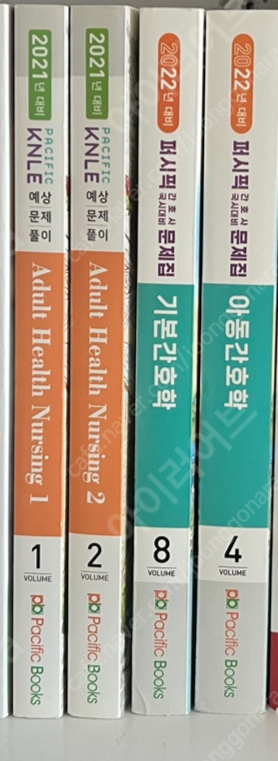 2021년 대비
PACIFIC
KNLE
예상
문제
풀이
Adult Health Nursing 1
1
VOLUME
Pacific Books
2021년 대비
PACIFIC
KNLE
예상
문제
풀이
Adult Health Nursing 2
2
VOLUME
Pacific Books
2022년 대비
퍼시픽
간호사
국시대비
문제집
기본간호학
8
VOLUME
Pacific Books
2022년 대비
퍼시픽
간호사
국시대비
문제집
아동간호학
4
VOLUME
Pacific Books